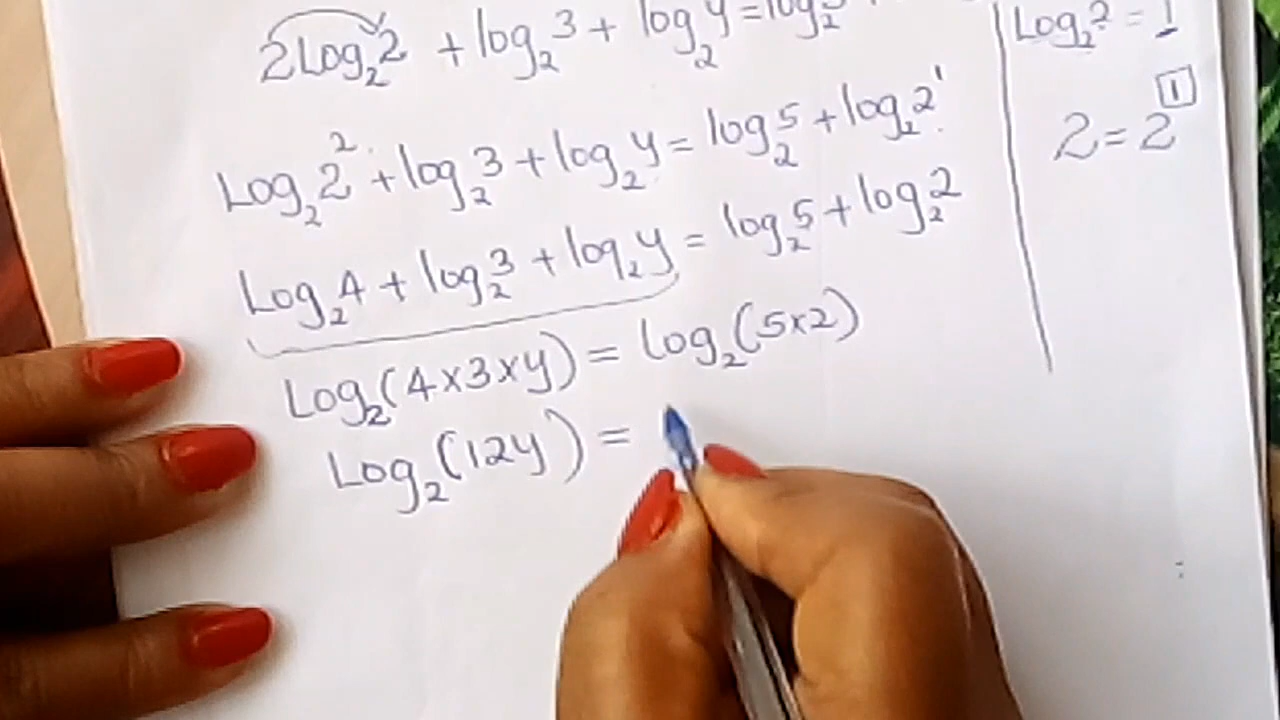 2Log₂2 + log₂3 + log₂y = log₂5
Log₂2² + log₂3 + log₂y = log₂5 + log₂2¹
Log₂4 + log₂3 + log₂y = log₂5 + log₂2
Log₂(4×3×y) = log₂(5×2)
Log₂(12y) =
Log₂2 = 1
2 = 2¹